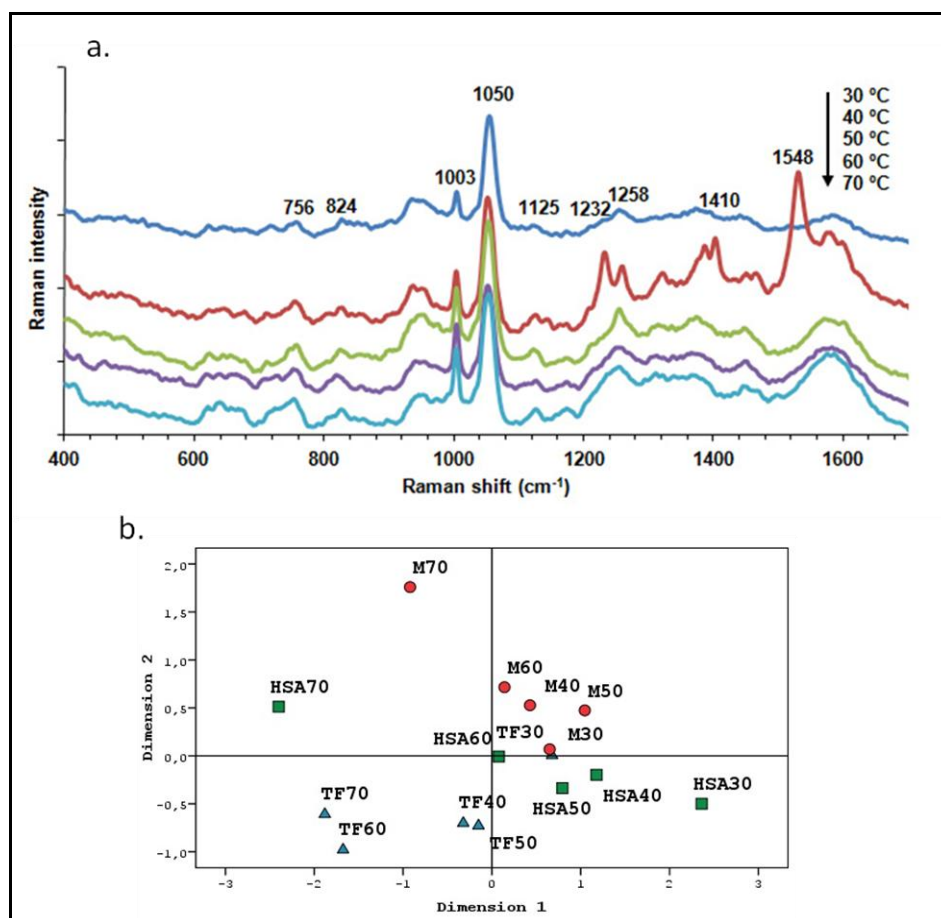 a.
1050
30 ºC
40 ºC
50 ºC
60 ºC
70 ºC
1548
1003
1258
1410
756 824
1125 1232
Raman intensity
400 600 800 1000 1200 1400 1600
Raman shift (cm-1)
b.
2,0
M70
1,5
1,0
M60
HSA70
M40 M50
0,5
HSA60 TF30 M30
0,0
HSA30
-0,5
TF70 TF40 HSA50 HSA40
TF60 TF50
-1,0
Dimension 2
-3 -2 -1 0 1 2 3
Dimension 1